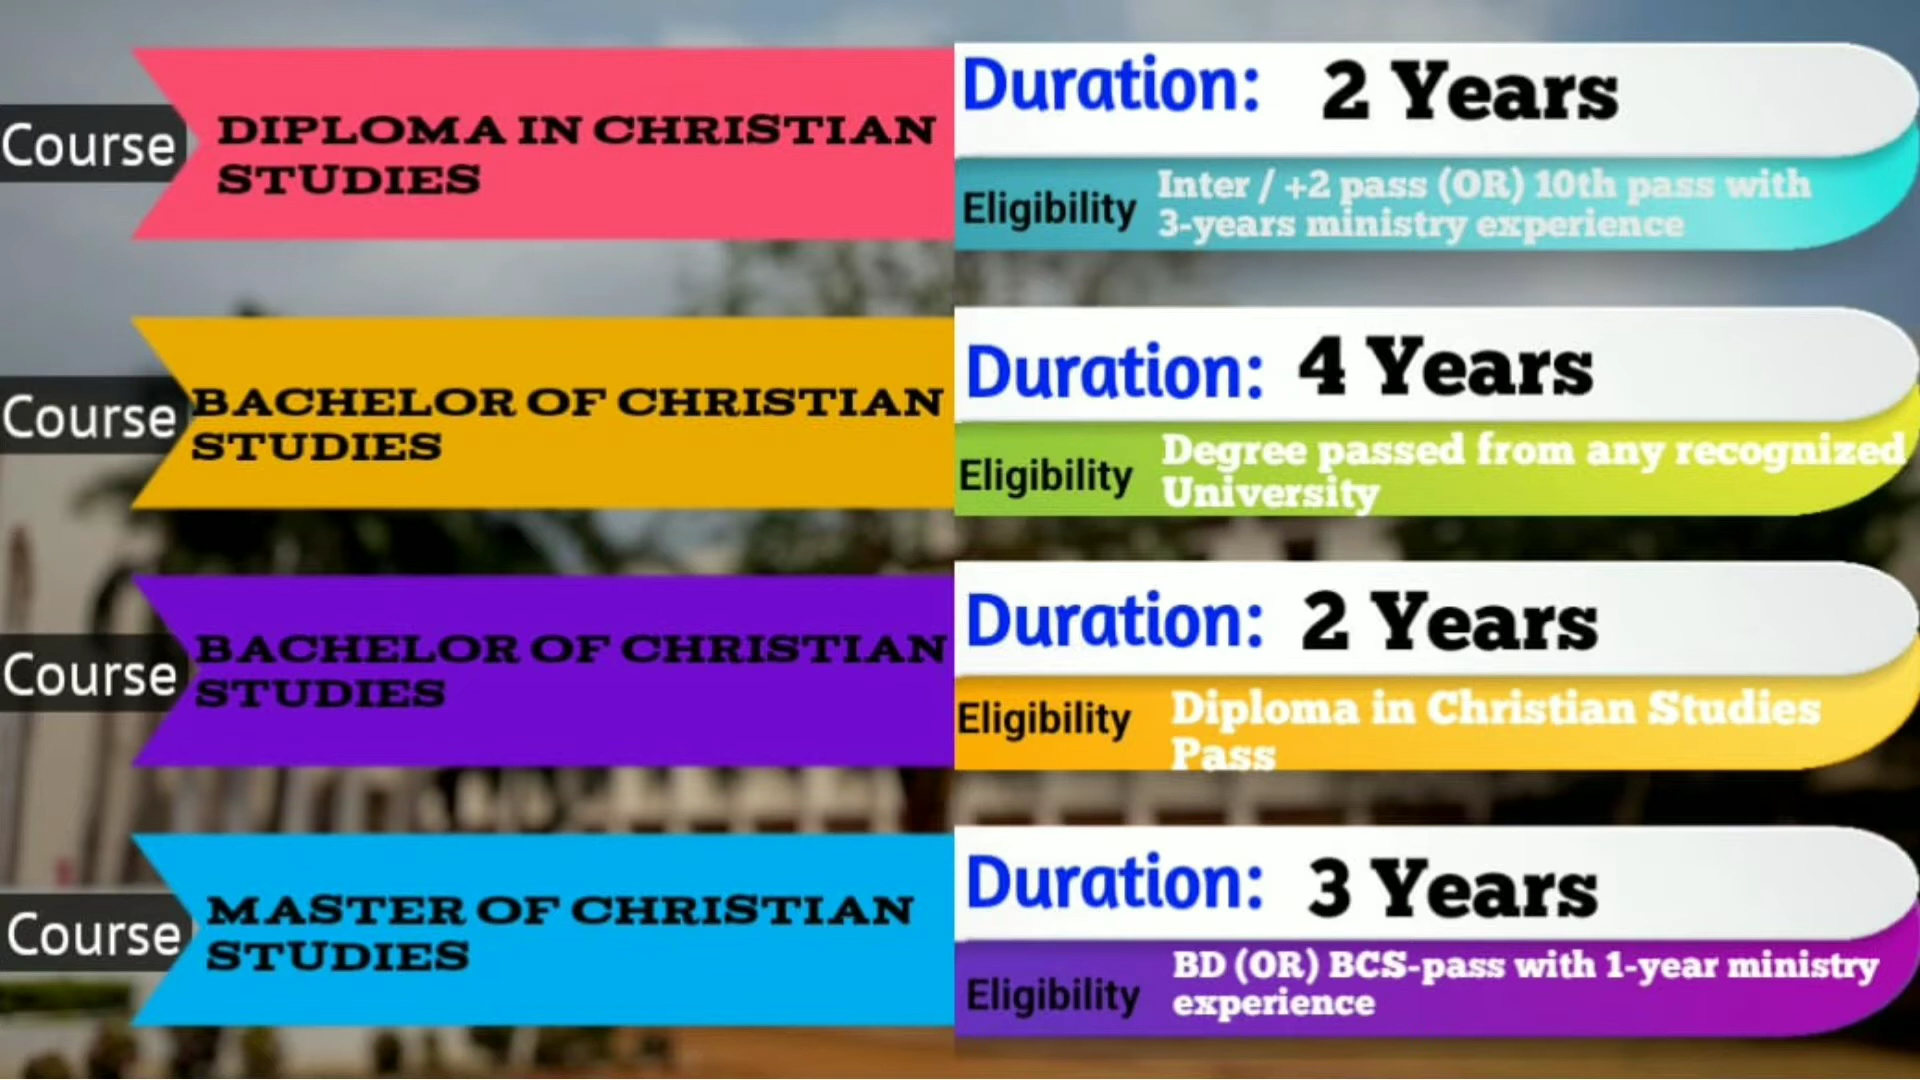 Course
DIPLOMA IN CHRISTIAN
STUDIES
Duration: 2 Years
Eligibility
Inter / +2 pass (OR) 10th pass with
3-years ministry experience
Course
BACHELOR OF CHRISTIAN
STUDIES
Duration: 4 Years
Eligibility
Degree passed from any recognized
University
Course
BACHELOR OF CHRISTIAN
STUDIES
Duration: 2 Years
Eligibility
Diploma in Christian Studies
Pass
Course
MASTER OF CHRISTIAN
STUDIES
Duration: 3 Years
Eligibility
BD (OR) BCS-pass with 1-year ministry
experience